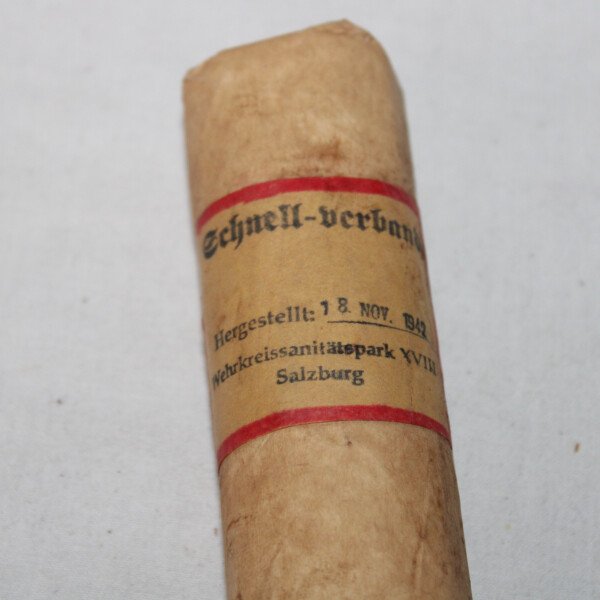 Schnell-verband
Hergestellt: 18. NOV. 1942
Wehrkreissanitätspark XVIII
Salzburg